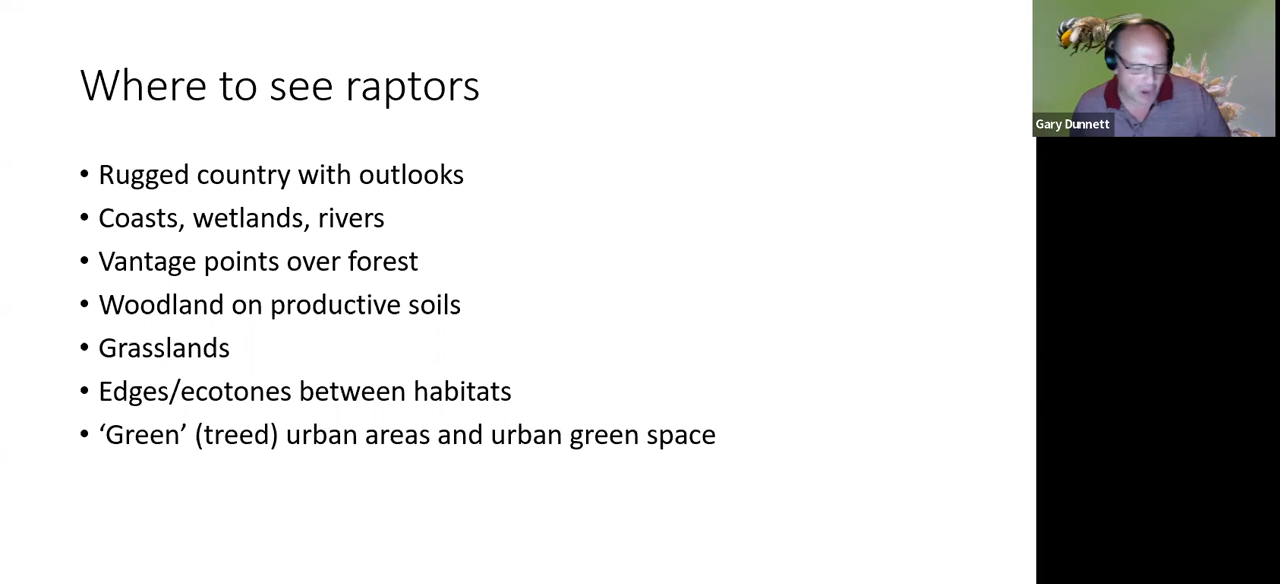 Where to see raptors
• Rugged country with outlooks
• Coasts, wetlands, rivers
• Vantage points over forest
• Woodland on productive soils
• Grasslands
• Edges/ecotones between habitats
• ‘Green’ (treed) urban areas and urban green space
Gary Dunnett